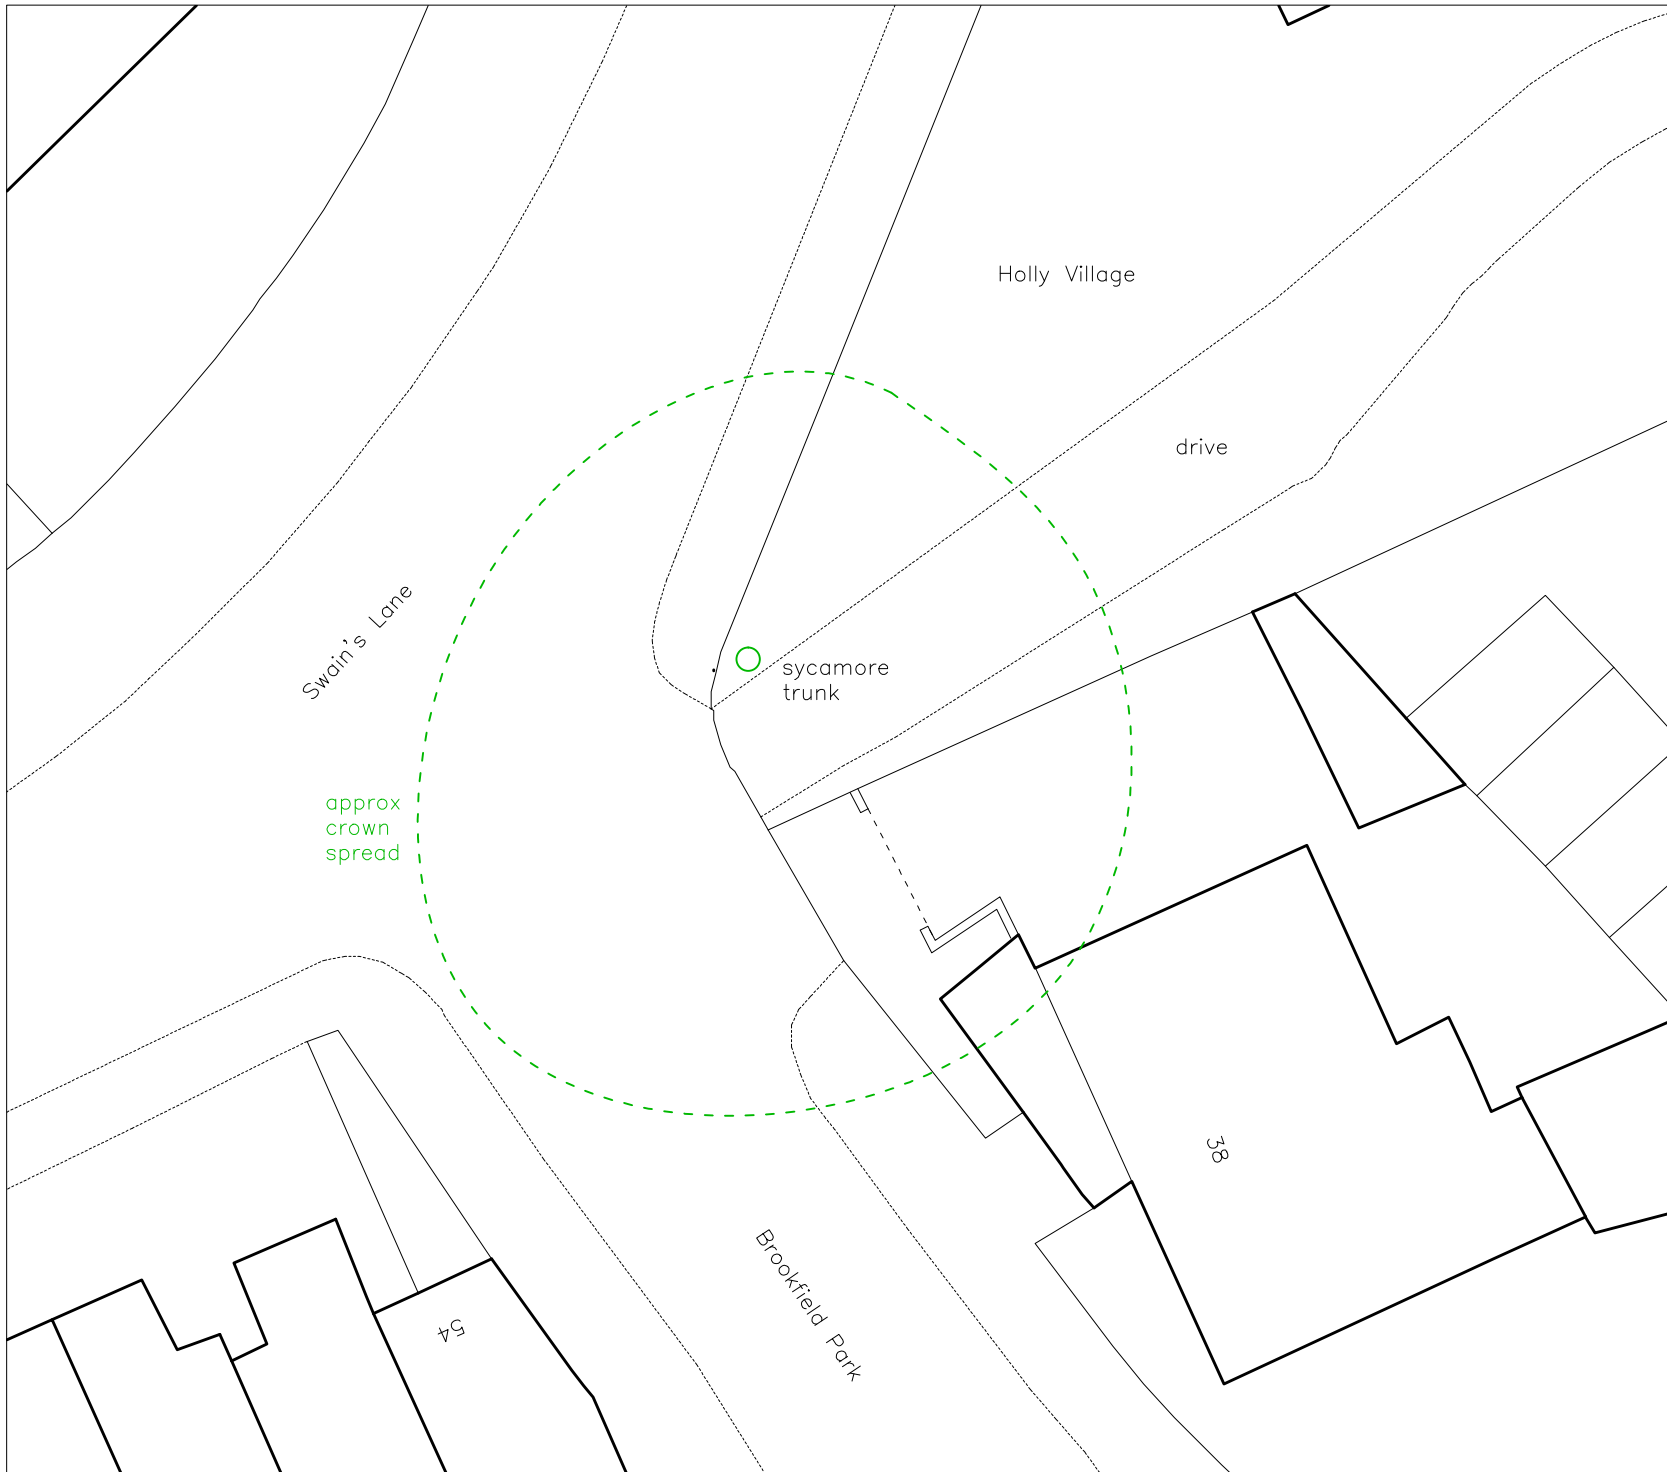 Holly Village
drive
Swain's Lane
sycamore
trunk
approx
crown
spread
38
Brookfield Park
54